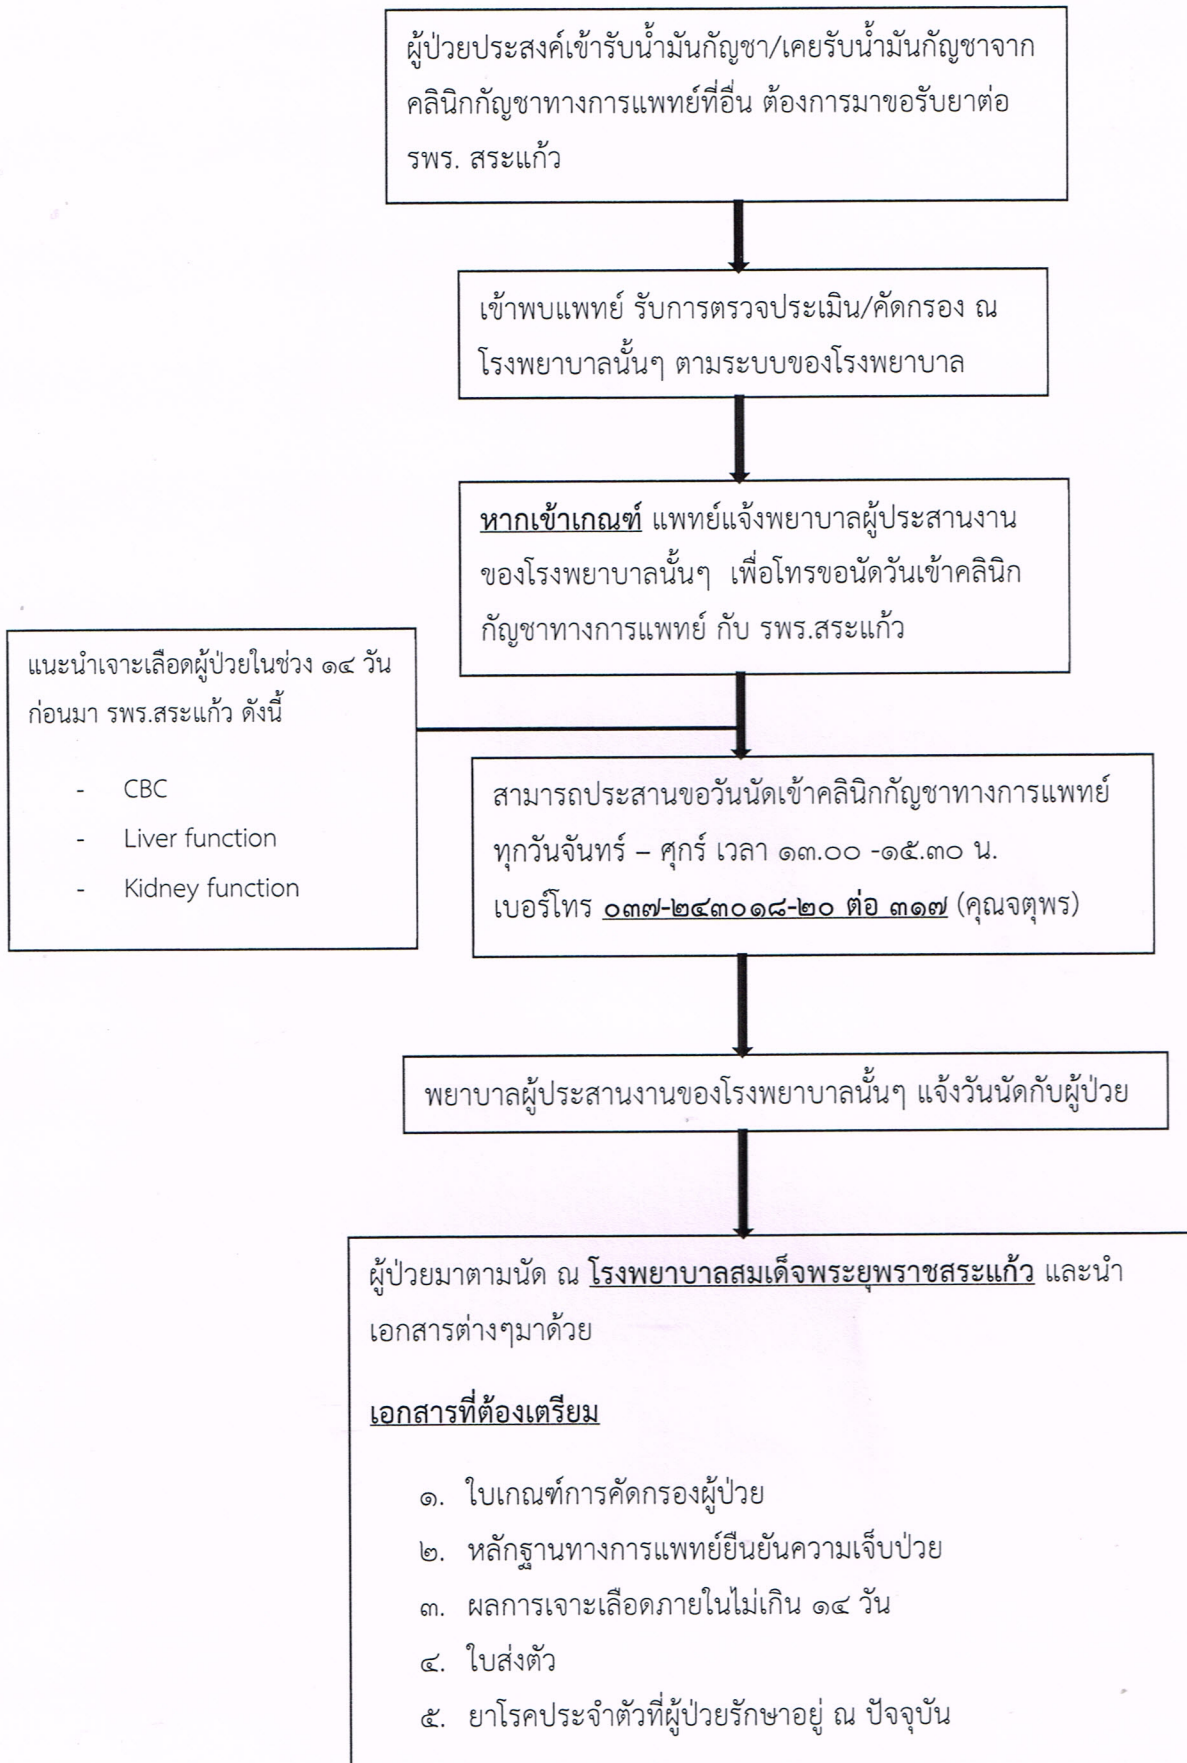 ผู้ป่วยประสงค์เข้ารับน้ำมันกัญชา/เคยรับน้ำมันกัญชาจาก
คลินิกกัญชาทางการแพทย์ที่อื่น ต้องการมาขอรับยาต่อ
รพร. สระแก้ว
เข้าพบแพทย์ รับการตรวจประเมิน/คัดกรอง ณ
โรงพยาบาลนั้นๆ ตามระบบของโรงพยาบาล
หากเข้าเกณฑ์ แพทย์แจ้งพยาบาลผู้ประสานงาน
ของโรงพยาบาลนั้นๆ เพื่อโทรขอนัดวันเข้าคลินิก
กัญชาทางการแพทย์ กับ รพร.สระแก้ว
แนะนำเจาะเลือดผู้ป่วยในช่วง ๑๔ วัน
ก่อนมา รพร.สระแก้ว ดังนี้
- CBC
- Liver function
- Kidney function
สามารถประสานขอวันนัดเข้าคลินิกกัญชาทางการแพทย์
ทุกวันจันทร์ – ศุกร์ เวลา ๑๓.๐๐ -๑๕.๓๐ น.
เบอร์โทร ๐๓๗-๒๔๓๐๑๘-๒๐ ต่อ ๓๑๗ (คุณจตุพร)
พยาบาลผู้ประสานงานของโรงพยาบาลนั้นๆ แจ้งวันนัดกับผู้ป่วย
ผู้ป่วยมาตามนัด ณ โรงพยาบาลสมเด็จพระยุพราชสระแก้ว และนำ
เอกสารต่างๆมาด้วย
เอกสารที่ต้องเตรียม
๑. ใบเกณฑ์การคัดกรองผู้ป่วย
๒. หลักฐานทางการแพทย์ยืนยันความเจ็บป่วย
๓. ผลการเจาะเลือดภายในไม่เกิน ๑๔ วัน
๔. ใบส่งตัว
๕. ยาโรคประจำตัวที่ผู้ป่วยรักษาอยู่ ณ ปัจจุบัน